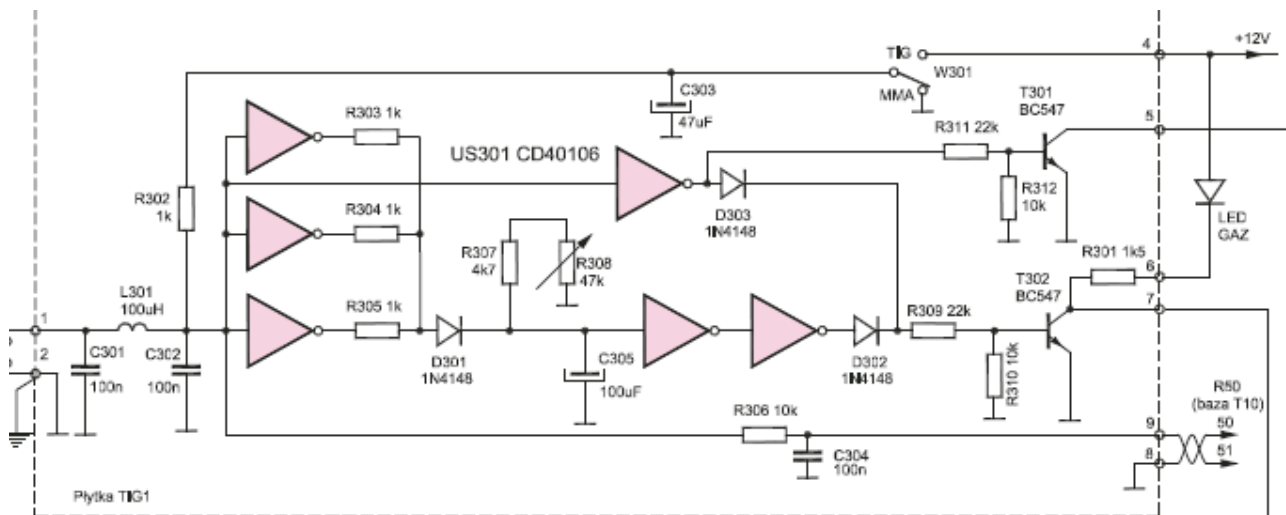 4
+12V
TIG
W301
MMA
C303
47uF
T301
BC547
5
R303 1k
R311 22k
US301 CD40106
R302
1k
R304 1k
R312
10k
D303
1N4148
LED
GAZ
R307
4k7
R308
47k
R301 1k5
6
T302
BC547
7
L301
100uH
R305 1k
R309 22k
1
2
C301
100n
C302
100n
D301
1N4148
C305
100uF
D302
1N4148
R310 10k
R50
(baza T10)
R306 10k
9
50
C304
100n
8
51
Płytka TIG1